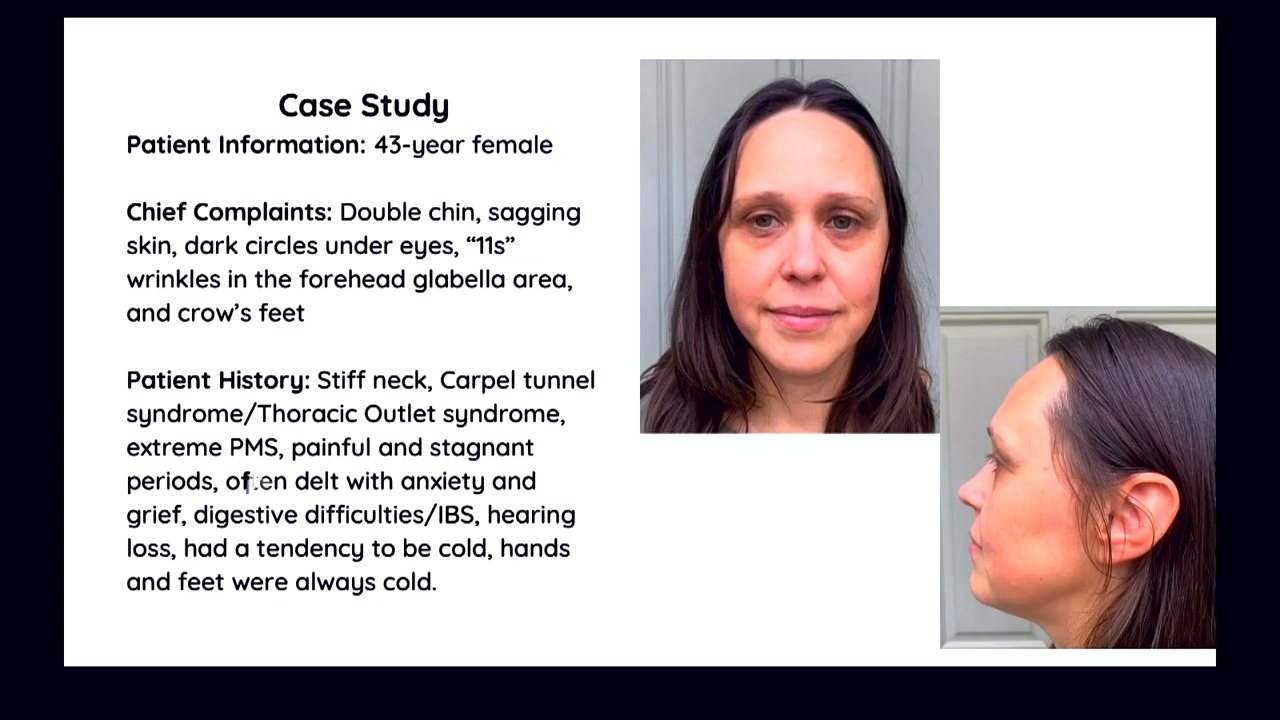 Case Study
Patient Information: 43-year female
Chief Complaints: Double chin, sagging
skin, dark circles under eyes, “11s”
wrinkles in the forehead glabella area,
and crow’s feet
Patient History: Stiff neck, Carpel tunnel
syndrome/Thoracic Outlet syndrome,
extreme PMS, painful and stagnant
periods, often delt with anxiety and
grief, digestive difficulties/IBS, hearing
loss, had a tendency to be cold, hands
and feet were always cold.